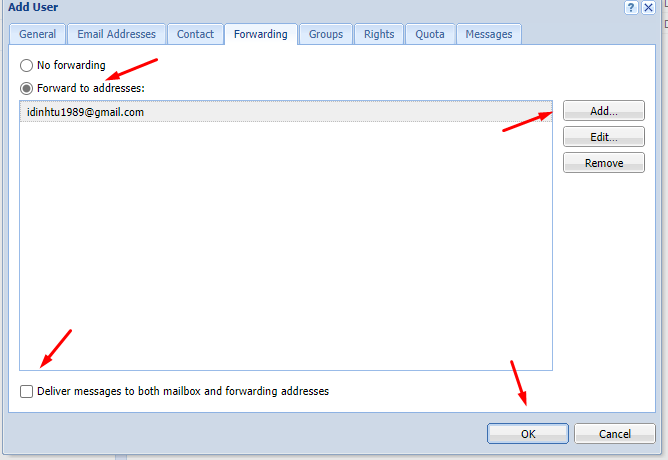 Add User
General Email Addresses Contact Forwarding Groups Rights Quota Messages
No forwarding
Forward to addresses:
idinhtu1989@gmail.com
Add...
Edit...
Remove
Deliver messages to both mailbox and forwarding addresses
OK Cancel